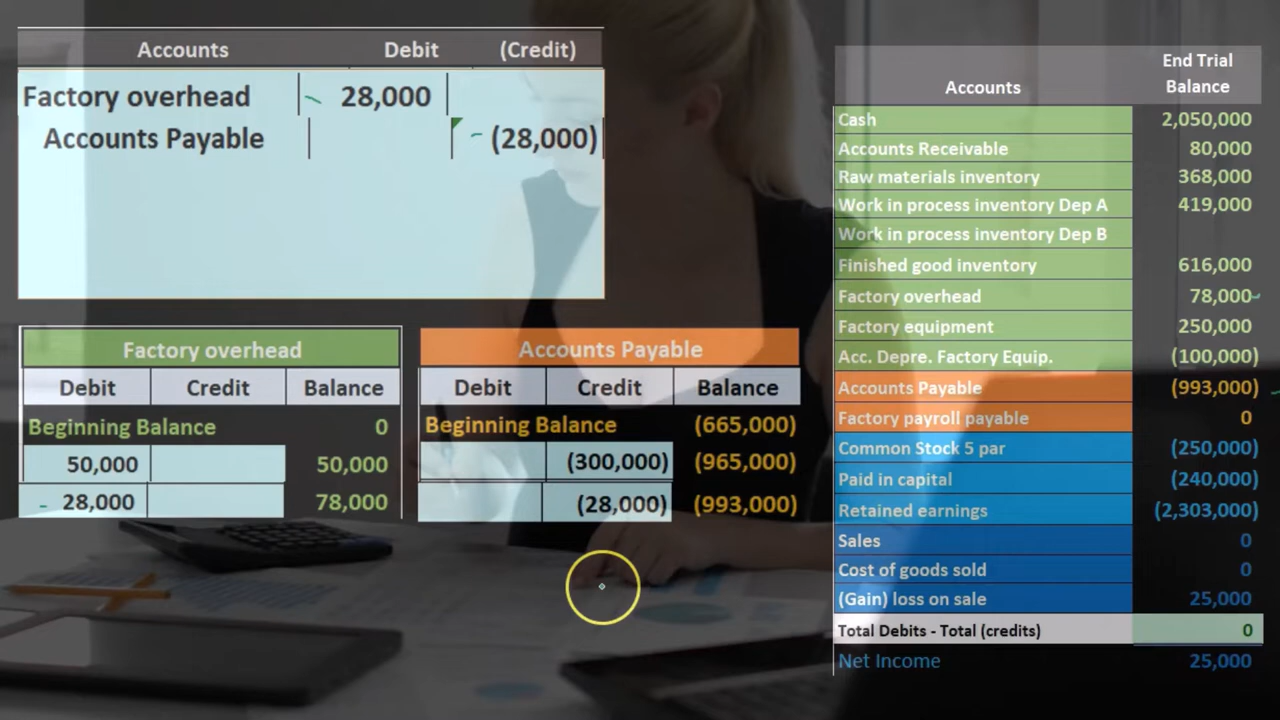 Accounts Debit (Credit)
Factory overhead 28,000
Accounts Payable (28,000)
Factory overhead
Debit Credit Balance
Beginning Balance 0
50,000 50,000
28,000 78,000
Accounts Payable
Debit Credit Balance
Beginning Balance (665,000)
(300,000) (965,000)
(28,000) (993,000)
Accounts End Trial Balance
Cash 2,050,000
Accounts Receivable 80,000
Raw materials inventory 368,000
Work in process inventory Dep A 419,000
Work in process inventory Dep B
Finished good inventory 616,000
Factory overhead 78,000
Factory equipment 250,000
Acc. Depre. Factory Equip. (100,000)
Accounts Payable (993,000)
Factory payroll payable 0
Common Stock 5 par (250,000)
Paid in capital (240,000)
Retained earnings (2,303,000)
Sales 0
Cost of goods sold 0
(Gain) loss on sale 25,000
Total Debits - Total (credits) 0
Net Income 25,000